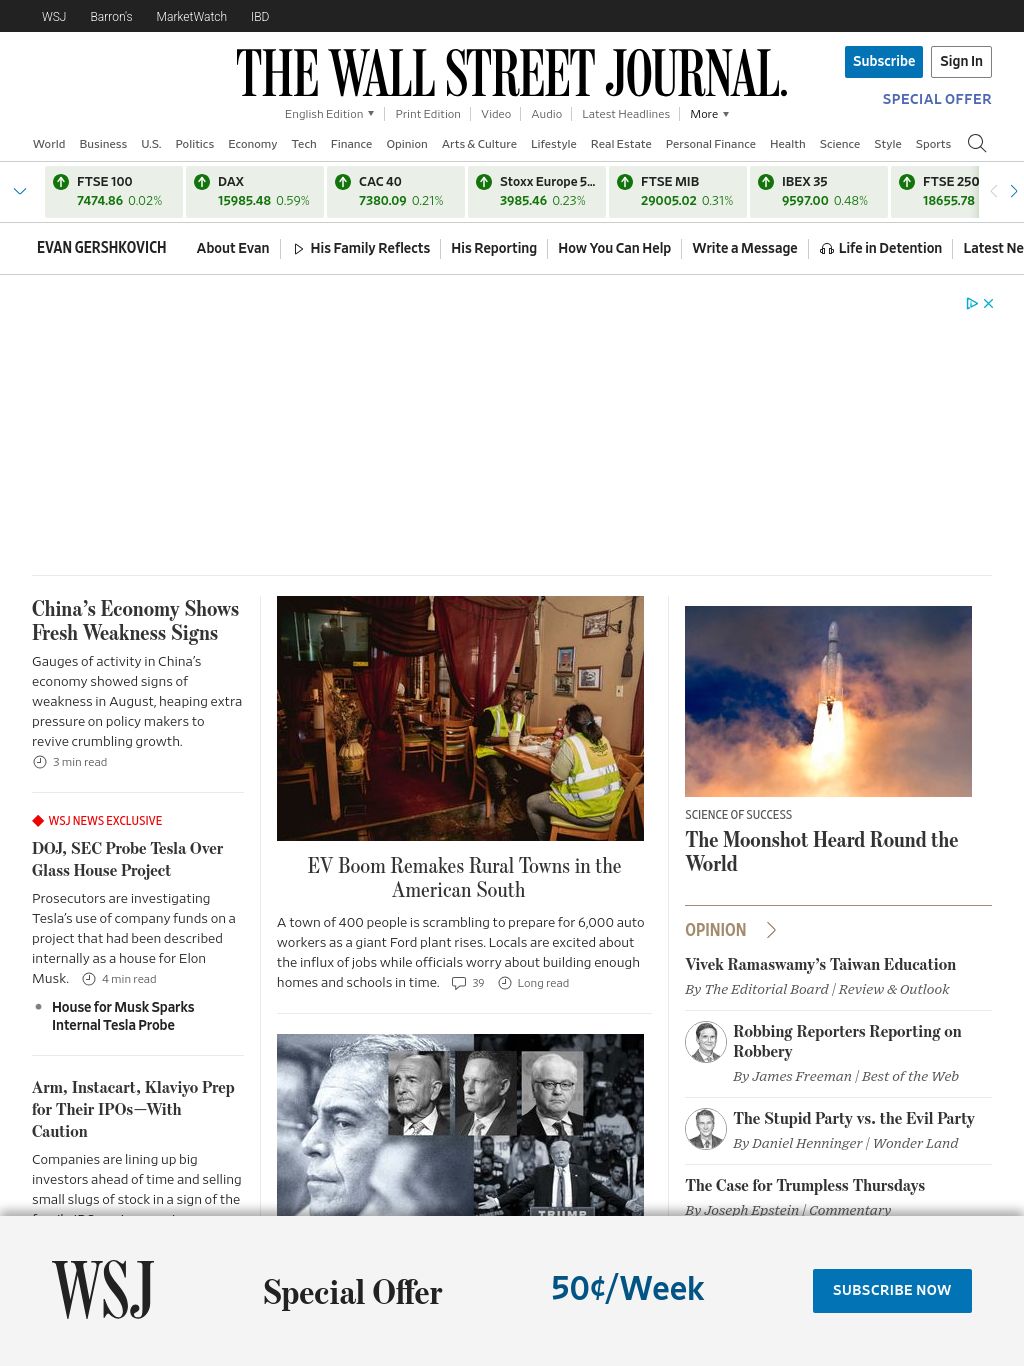 WSJ Barron's MarketWatch IBD
THE WALL STREET JOURNAL.
Subscribe Sign In
SPECIAL OFFER
English Edition Print Edition Video Audio Latest Headlines More
World Business U.S. Politics Economy Tech Finance Opinion Arts & Culture Lifestyle Real Estate Personal Finance Health Science Style Sports
FTSE 100
7474.86 0.02%
DAX
15985.48 0.59%
CAC 40
7380.09 0.21%
Stoxx Europe 5...
3985.46 0.23%
FTSE MIB
29005.02 0.31%
IBEX 35
9597.00 0.48%
FTSE 250
18655.78
EVAN GERSHKOVICH About Evan His Family Reflects His Reporting How You Can Help Write a Message Life in Detention Latest Ne
China's Economy Shows
Fresh Weakness Signs
Gauges of activity in China's
economy showed signs of
weakness in August, heaping extra
pressure on policy makers to
revive crumbling growth.
3 min read
WSJ NEWS EXCLUSIVE
DOJ, SEC Probe Tesla Over
Glass House Project
Prosecutors are investigating
Tesla's use of company funds on a
project that had been described
internally as a house for Elon
Musk. 4 min read
House for Musk Sparks
Internal Tesla Probe
Arm, Instacart, Klaviyo Prep
for Their IPOs—With
Caution
Companies are lining up big
investors ahead of time and selling
small slugs of stock in a sign of the
EV Boom Remakes Rural Towns in the
American South
A town of 400 people is scrambling to prepare for 6,000 auto
workers as a giant Ford plant rises. Locals are excited about
the influx of jobs while officials worry about building enough
homes and schools in time. 39 Long read
TRUMP
SCIENCE OF SUCCESS
The Moonshot Heard Round the
World
OPINION
Vivek Ramaswamy's Taiwan Education
By The Editorial Board | Review & Outlook
Robbing Reporters Reporting on
Robbery
By James Freeman | Best of the Web
The Stupid Party vs. the Evil Party
By Daniel Henninger | Wonder Land
The Case for Trumpless Thursdays
By Joseph Epstein | Commentary
WSJ
Special Offer
50¢/Week
SUBSCRIBE NOW